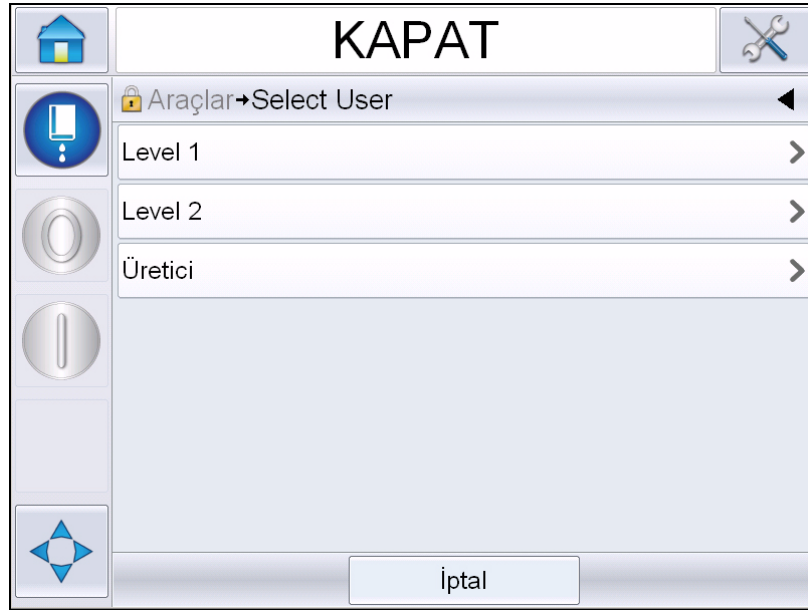 KAPAT
Araçlar→Select User
Level 1
Level 2
Üretici
İptal